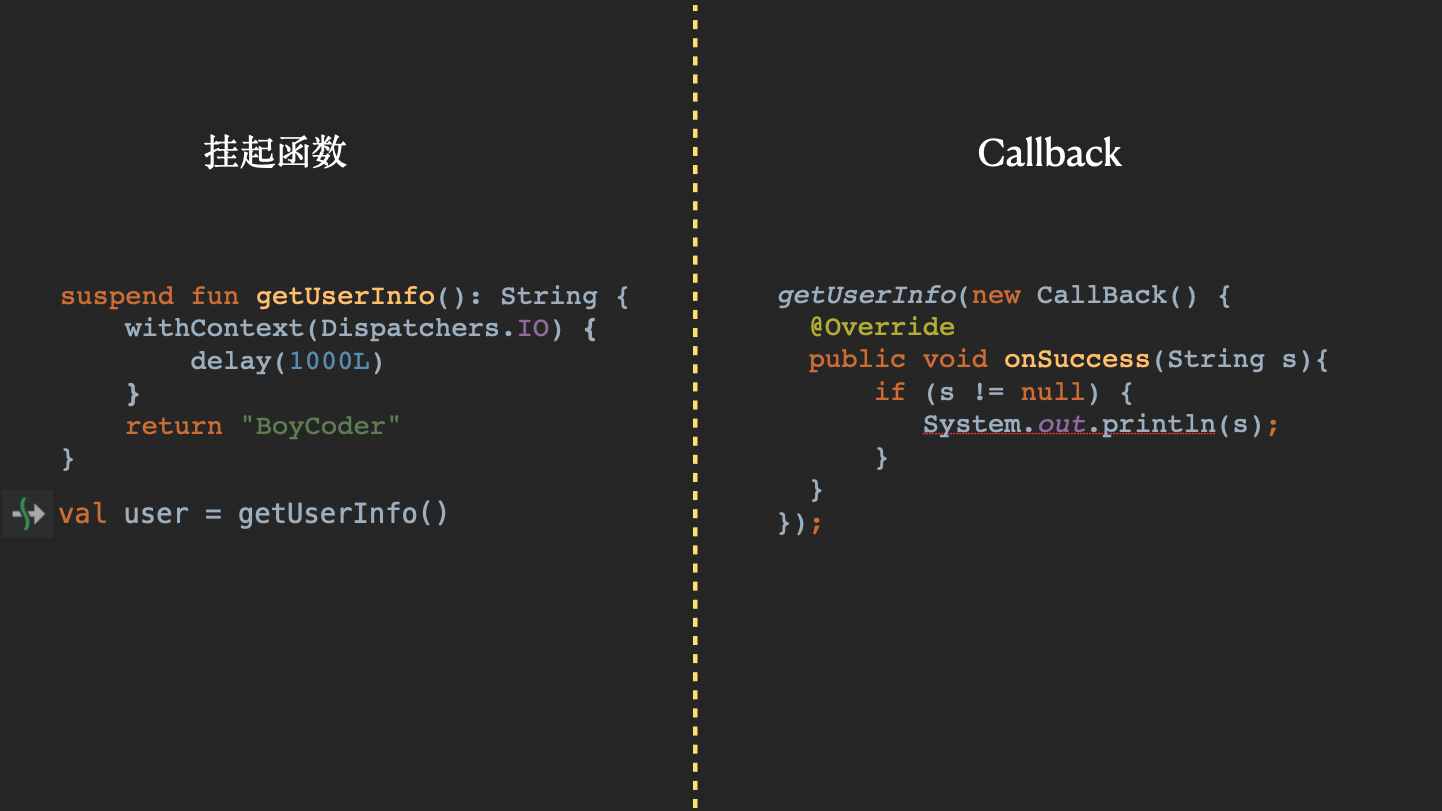 挂起函数
suspend fun getUserInfo(): String {
withContext(Dispatchers.IO) {
delay(1000L)
}
return "BoyCoder"
}
val user = getUserInfo()
Callback
getUserInfo(new CallBack() {
@Override
public void onSuccess(String s){
if (s != null) {
System.out.println(s);
}
}
});